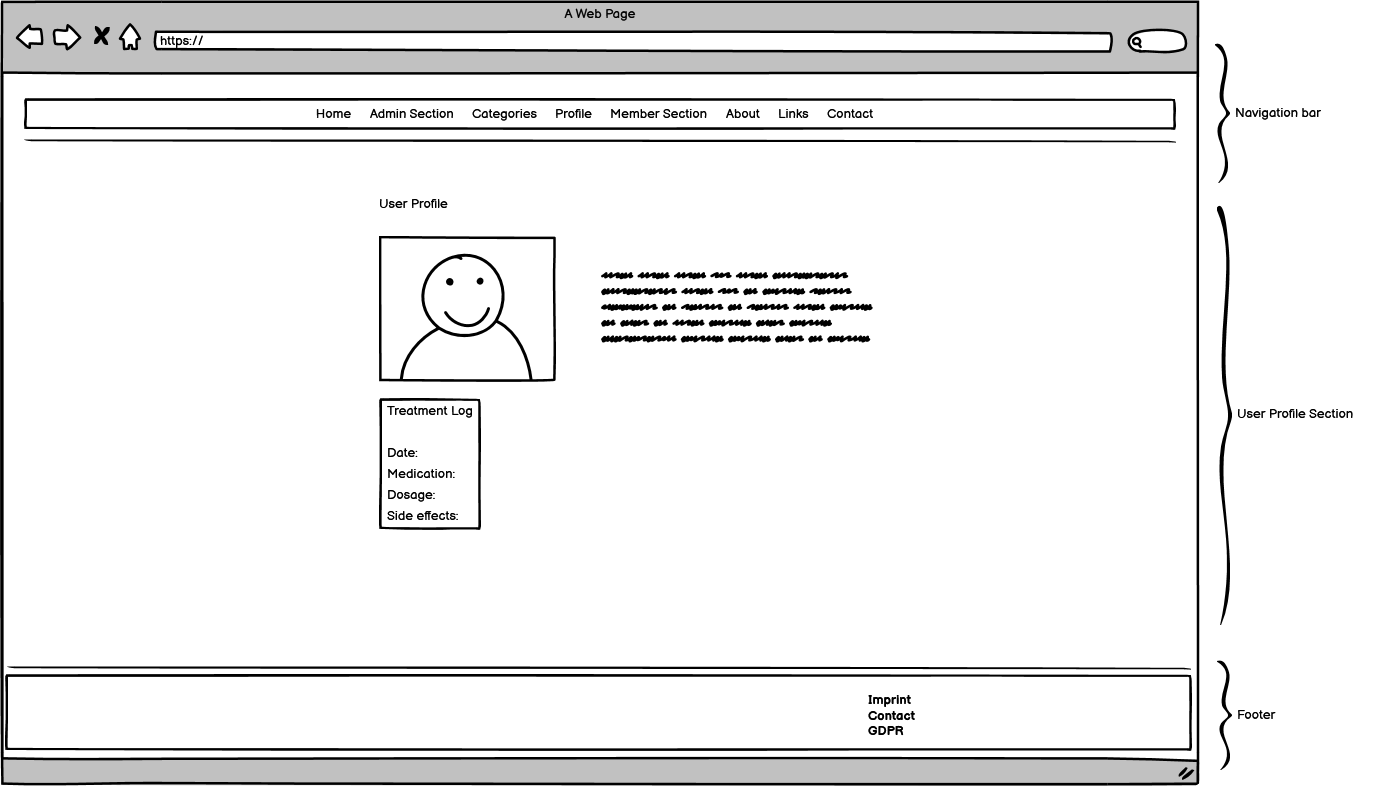 A Web Page
https://
Home Admin Section Categories Profile Member Section About Links Contact
Navigation bar
User Profile
Treatment Log
Date:
Medication:
Dosage:
Side effects:
User Profile Section
Imprint
Contact
GDPR
Footer